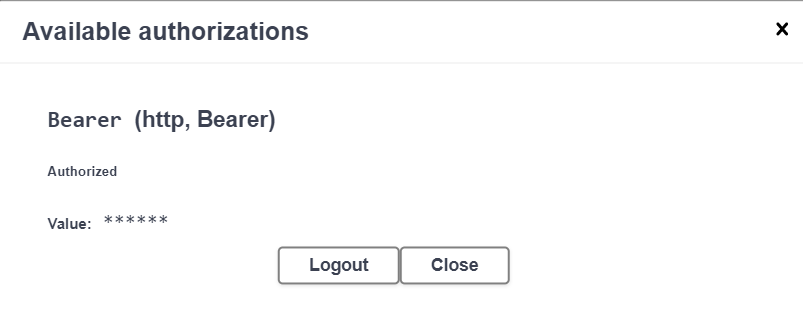 Available authorizations
Bearer (http, Bearer)
Authorized
Value: ******
Logout Close